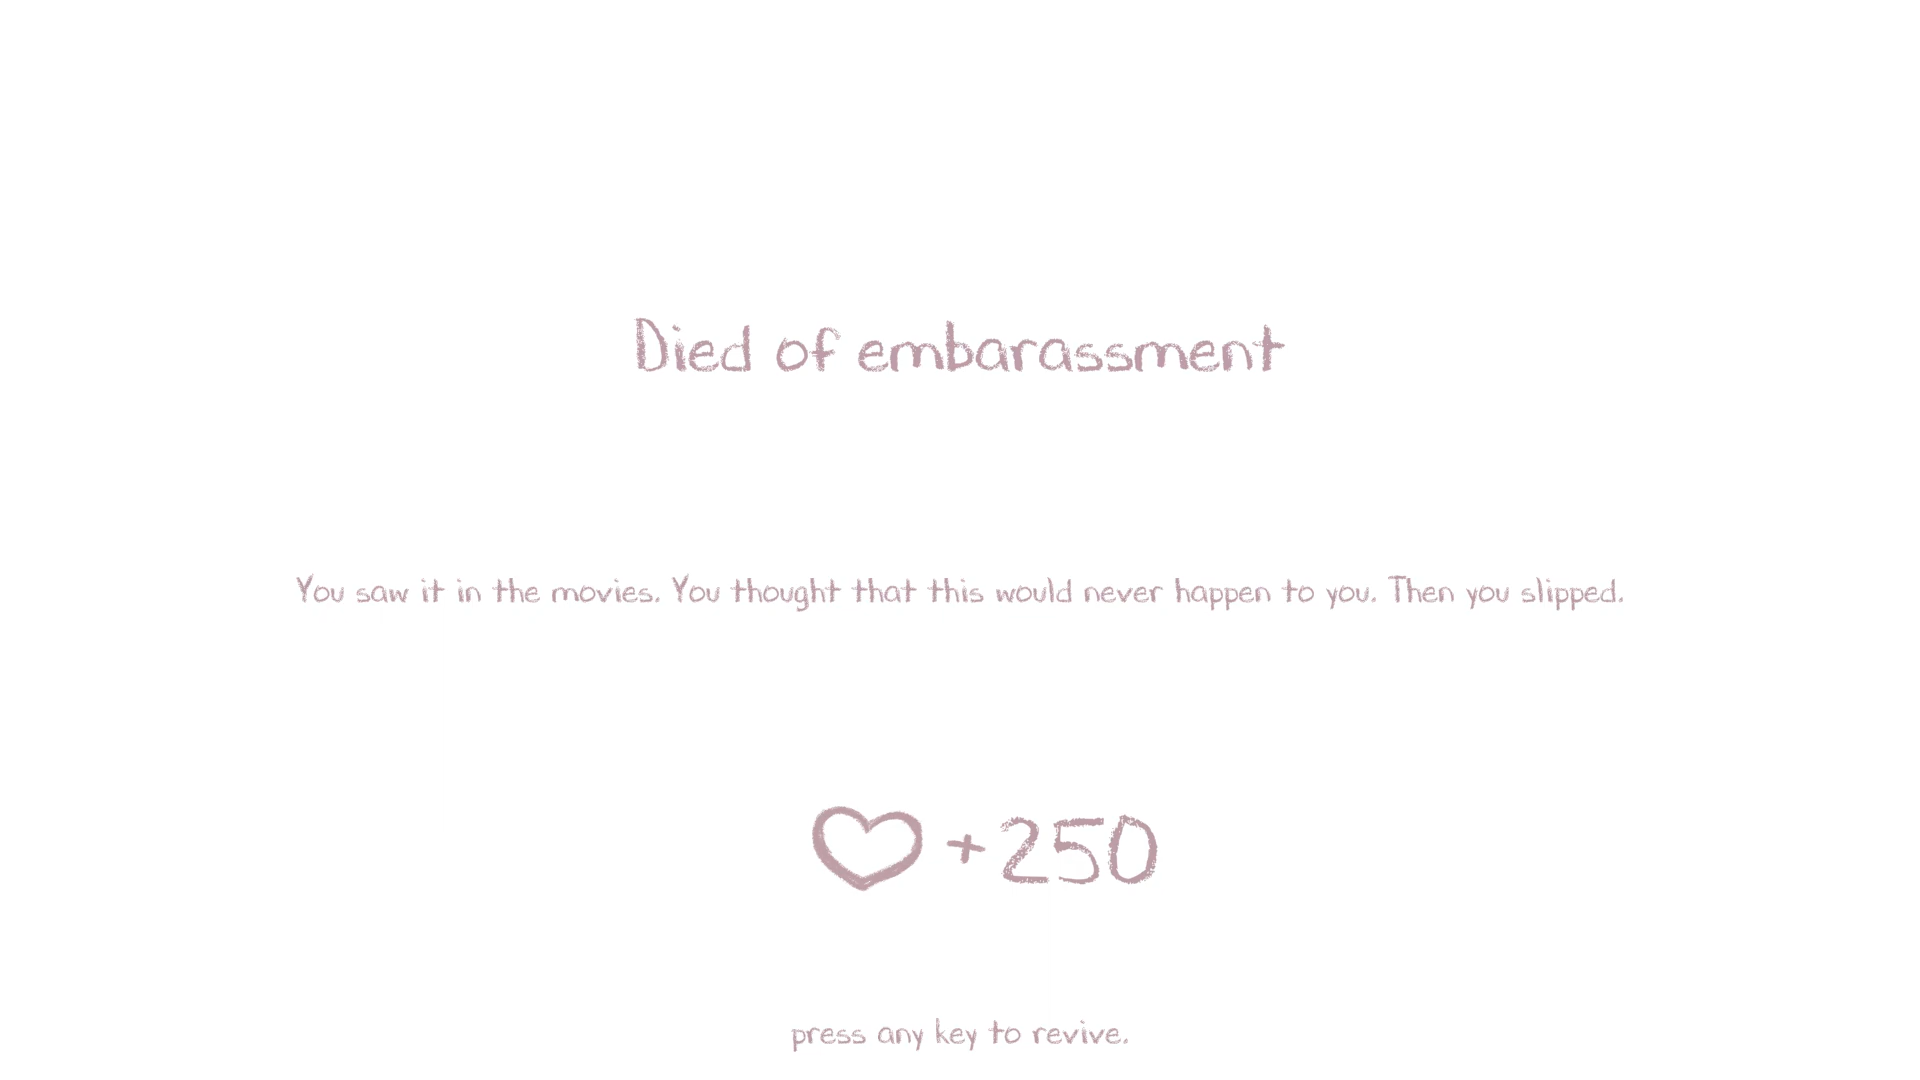 Died of embarassment
You saw it in the movies. You thought that this would never happen to you. Then you slipped.
+250
press any key to revive.